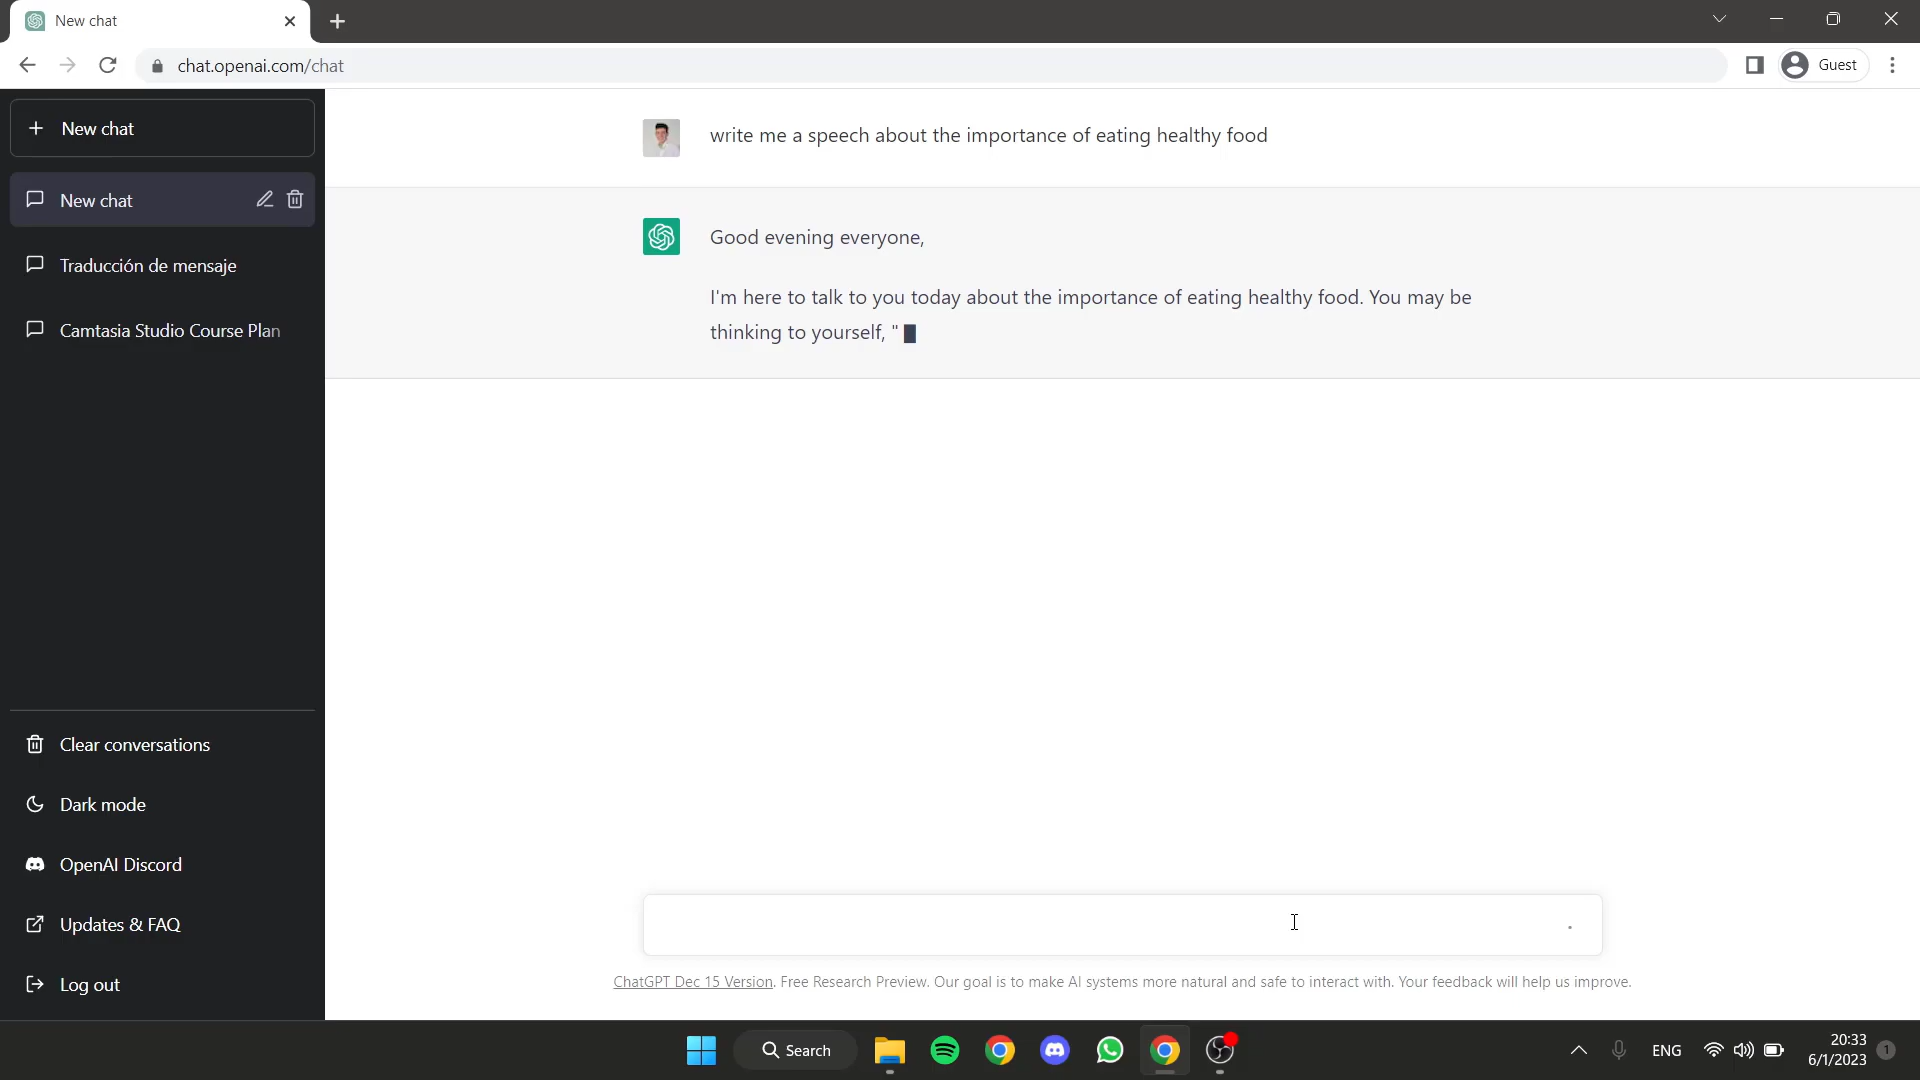 New chat
chat.openai.com/chat
Guest
New chat
New chat
Traducción de mensaje
Camtasia Studio Course Plan
Clear conversations
Dark mode
OpenAI Discord
Updates & FAQ
Log out
write me a speech about the importance of eating healthy food
Good evening everyone,
I'm here to talk to you today about the importance of eating healthy food. You may be
thinking to yourself, "
ChatGPT Dec 15 Version. Free Research Preview. Our goal is to make AI systems more natural and safe to interact with. Your feedback will help us improve.
Search
ENG
20:33
6/1/2023
1